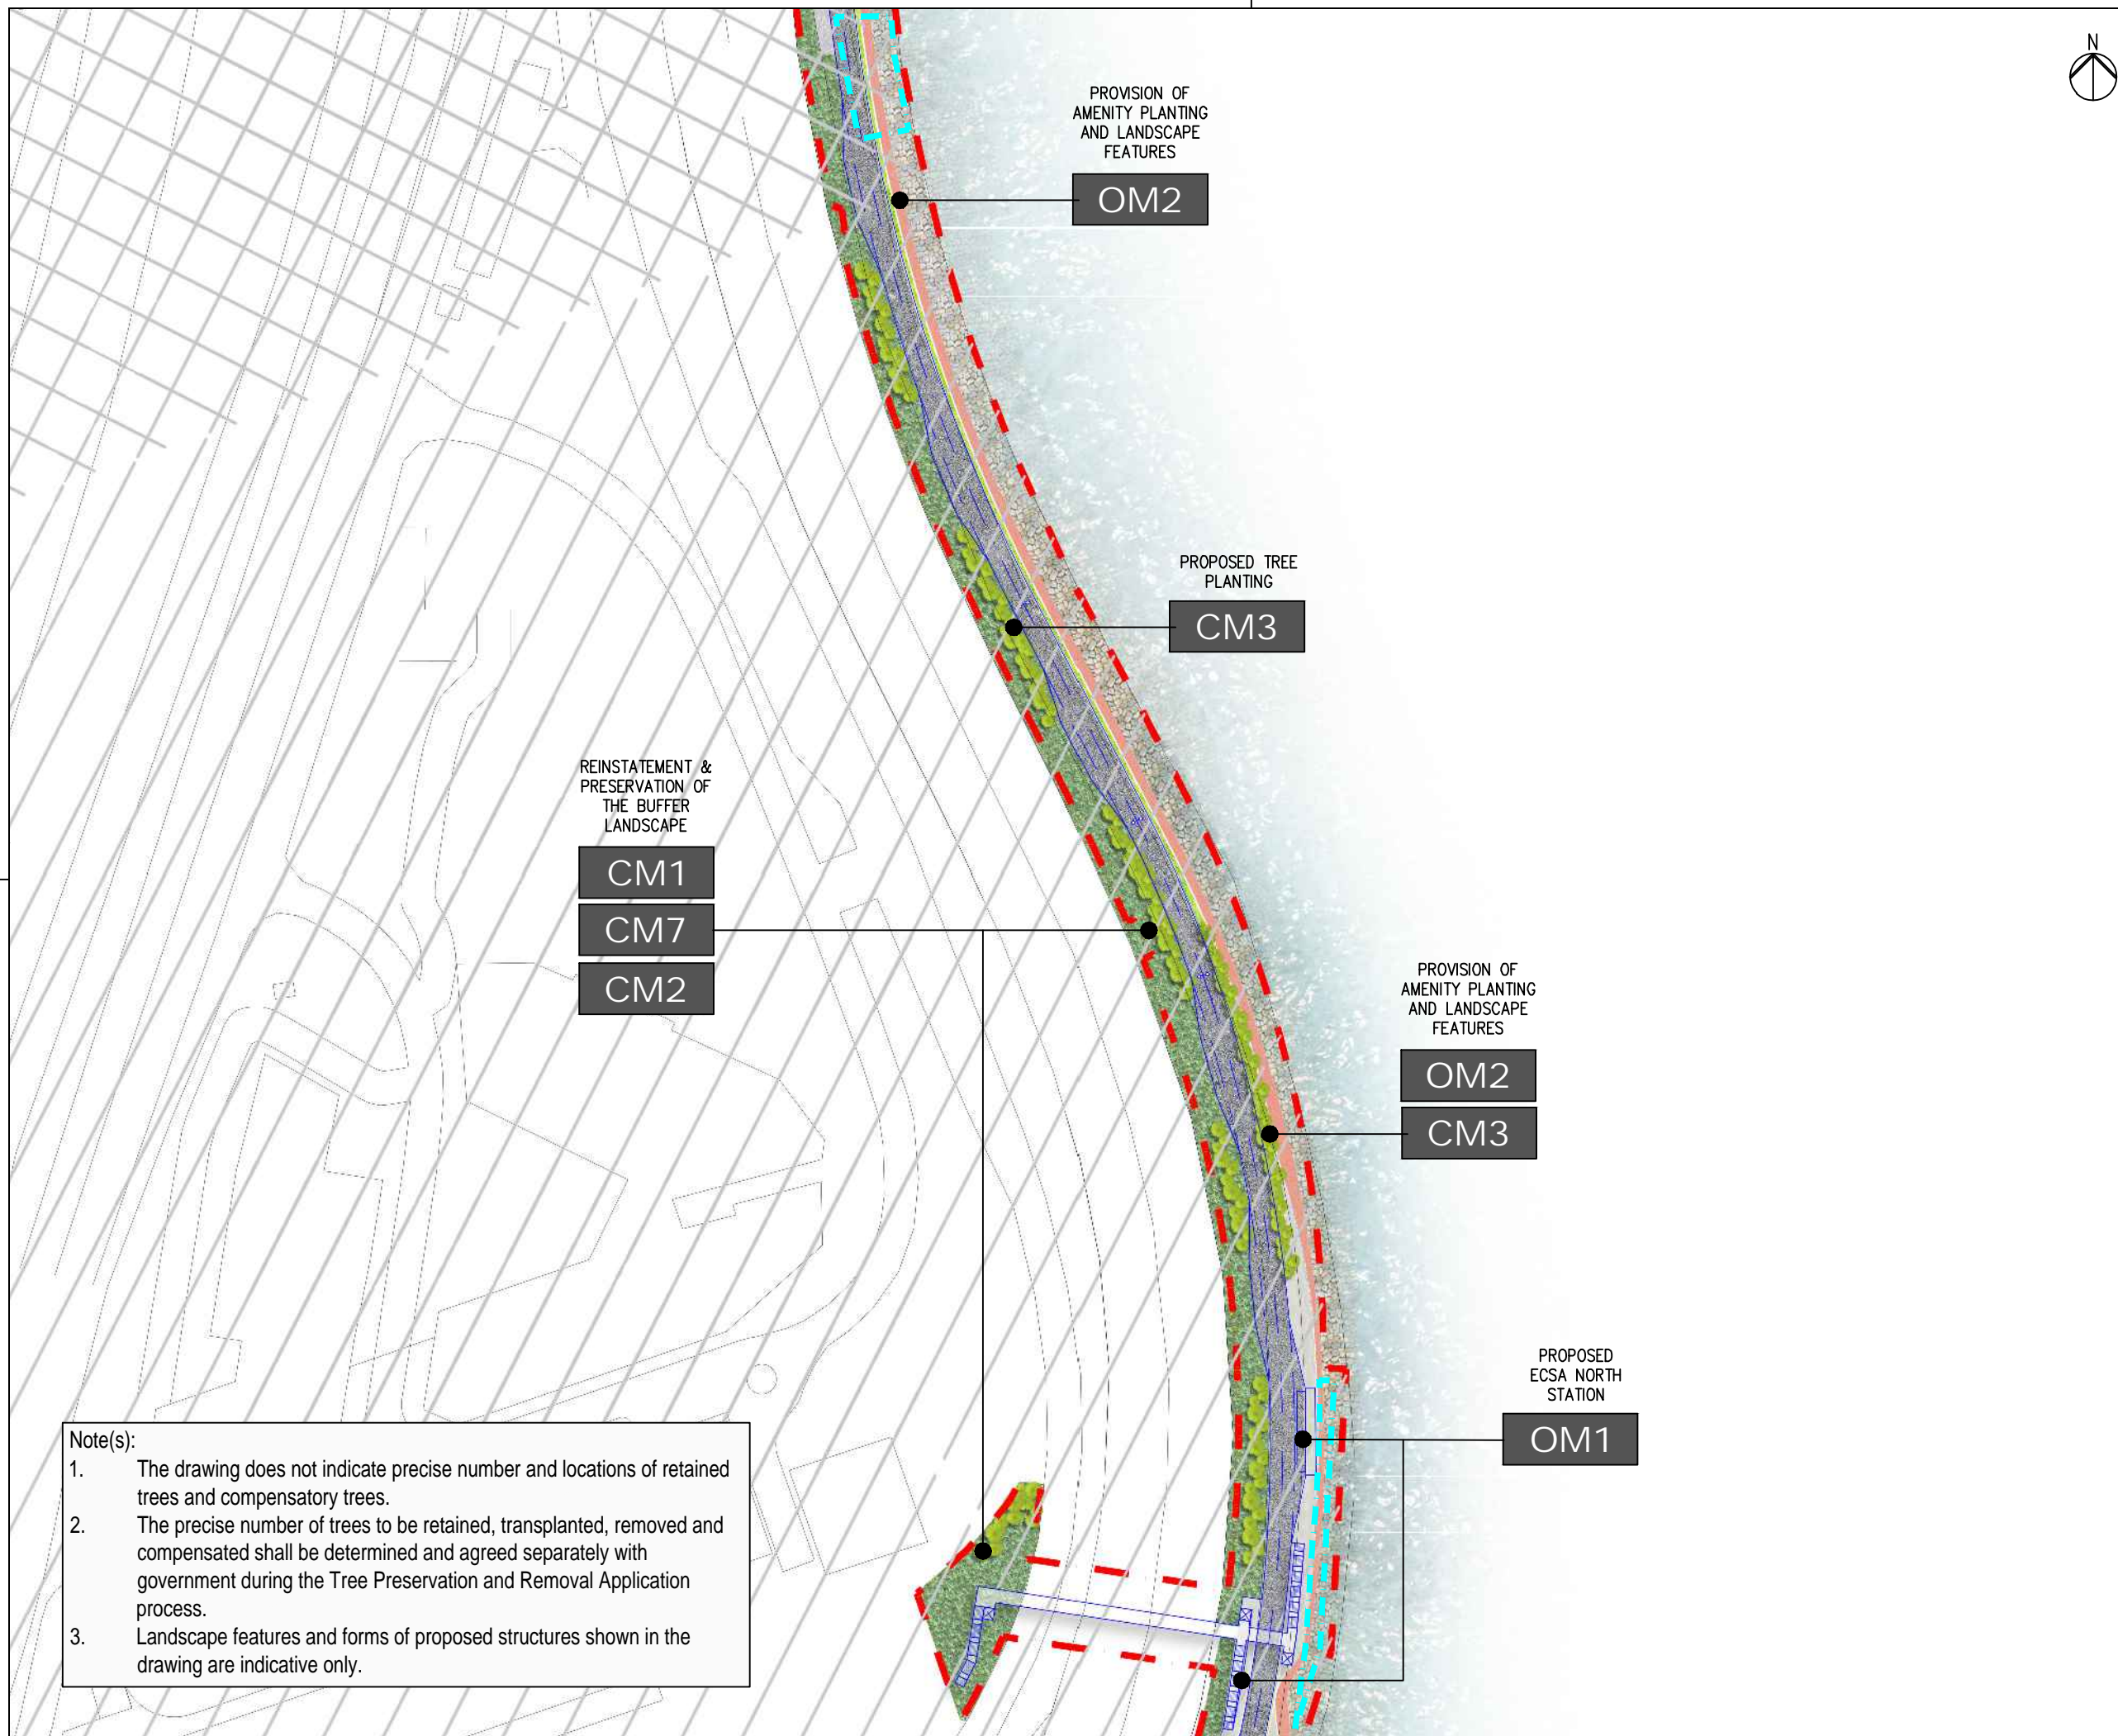 N
PROVISION OF
AMENITY PLANTING
AND LANDSCAPE
FEATURES
OM2
PROPOSED TREE
PLANTING
CM3
REINSTATEMENT &
PRESERVATION OF
THE BUFFER
LANDSCAPE
CM1
CM7
CM2
PROVISION OF
AMENITY PLANTING
AND LANDSCAPE
FEATURES
OM2
CM3
PROPOSED
ECSA NORTH
STATION
OM1
Note(s):
1. The drawing does not indicate precise number and locations of retained
trees and compensatory trees.
2. The precise number of trees to be retained, transplanted, removed and
compensated shall be determined and agreed separately with
government during the Tree Preservation and Removal Application
process.
3. Landscape features and forms of proposed structures shown in the
drawing are indicative only.